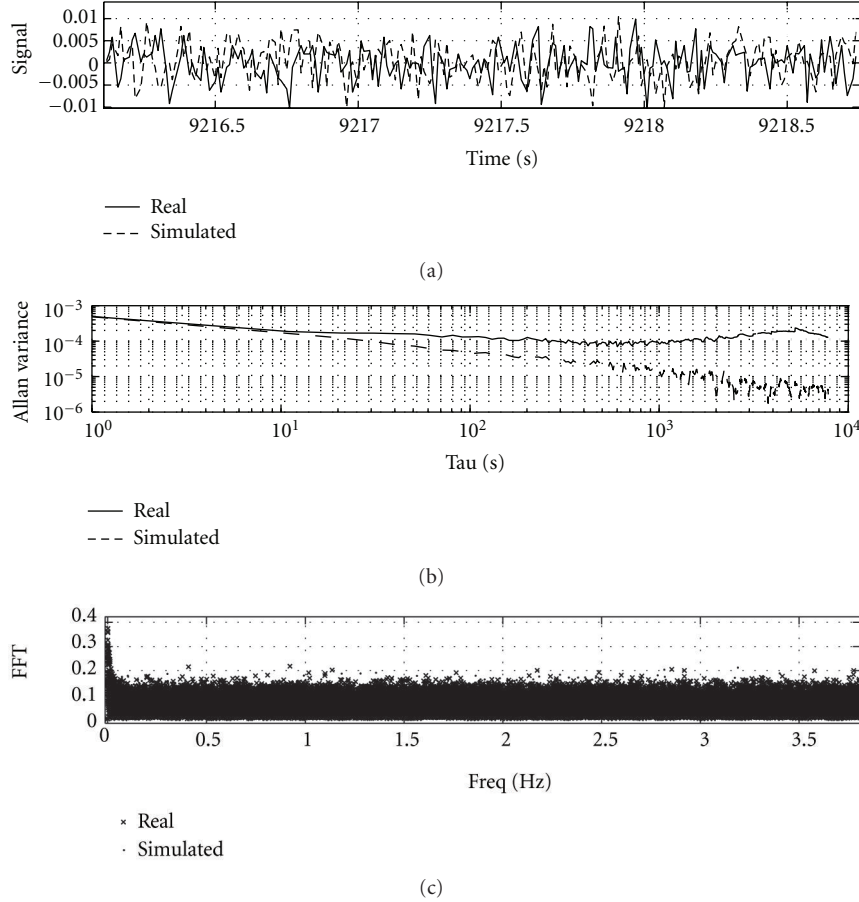 Signal
0.01
0.005
0
−0.005
−0.01
9216.5 9217 9217.5 9218 9218.5
Time (s)
Real
Simulated
(a)
Allan variance
10−3
10−4
10−5
10−6
100 101 102 103 104
Tau (s)
Real
Simulated
(b)
FFT
0.4
0.3
0.2
0.1
0
0 0.5 1 1.5 2 2.5 3 3.5
Freq (Hz)
Real
Simulated
(c)